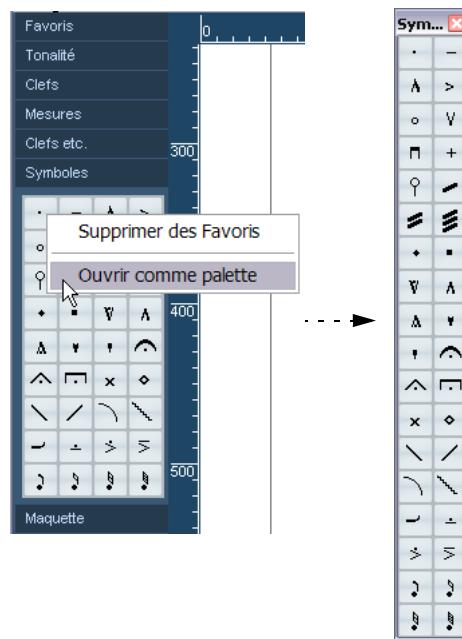 Favoris
Tonalité
Clefs
Mesures
Clefs etc.
Symboles
Supprimer des Favoris
Ouvrir comme palette
Maquette
0
300
400
500
Sym...